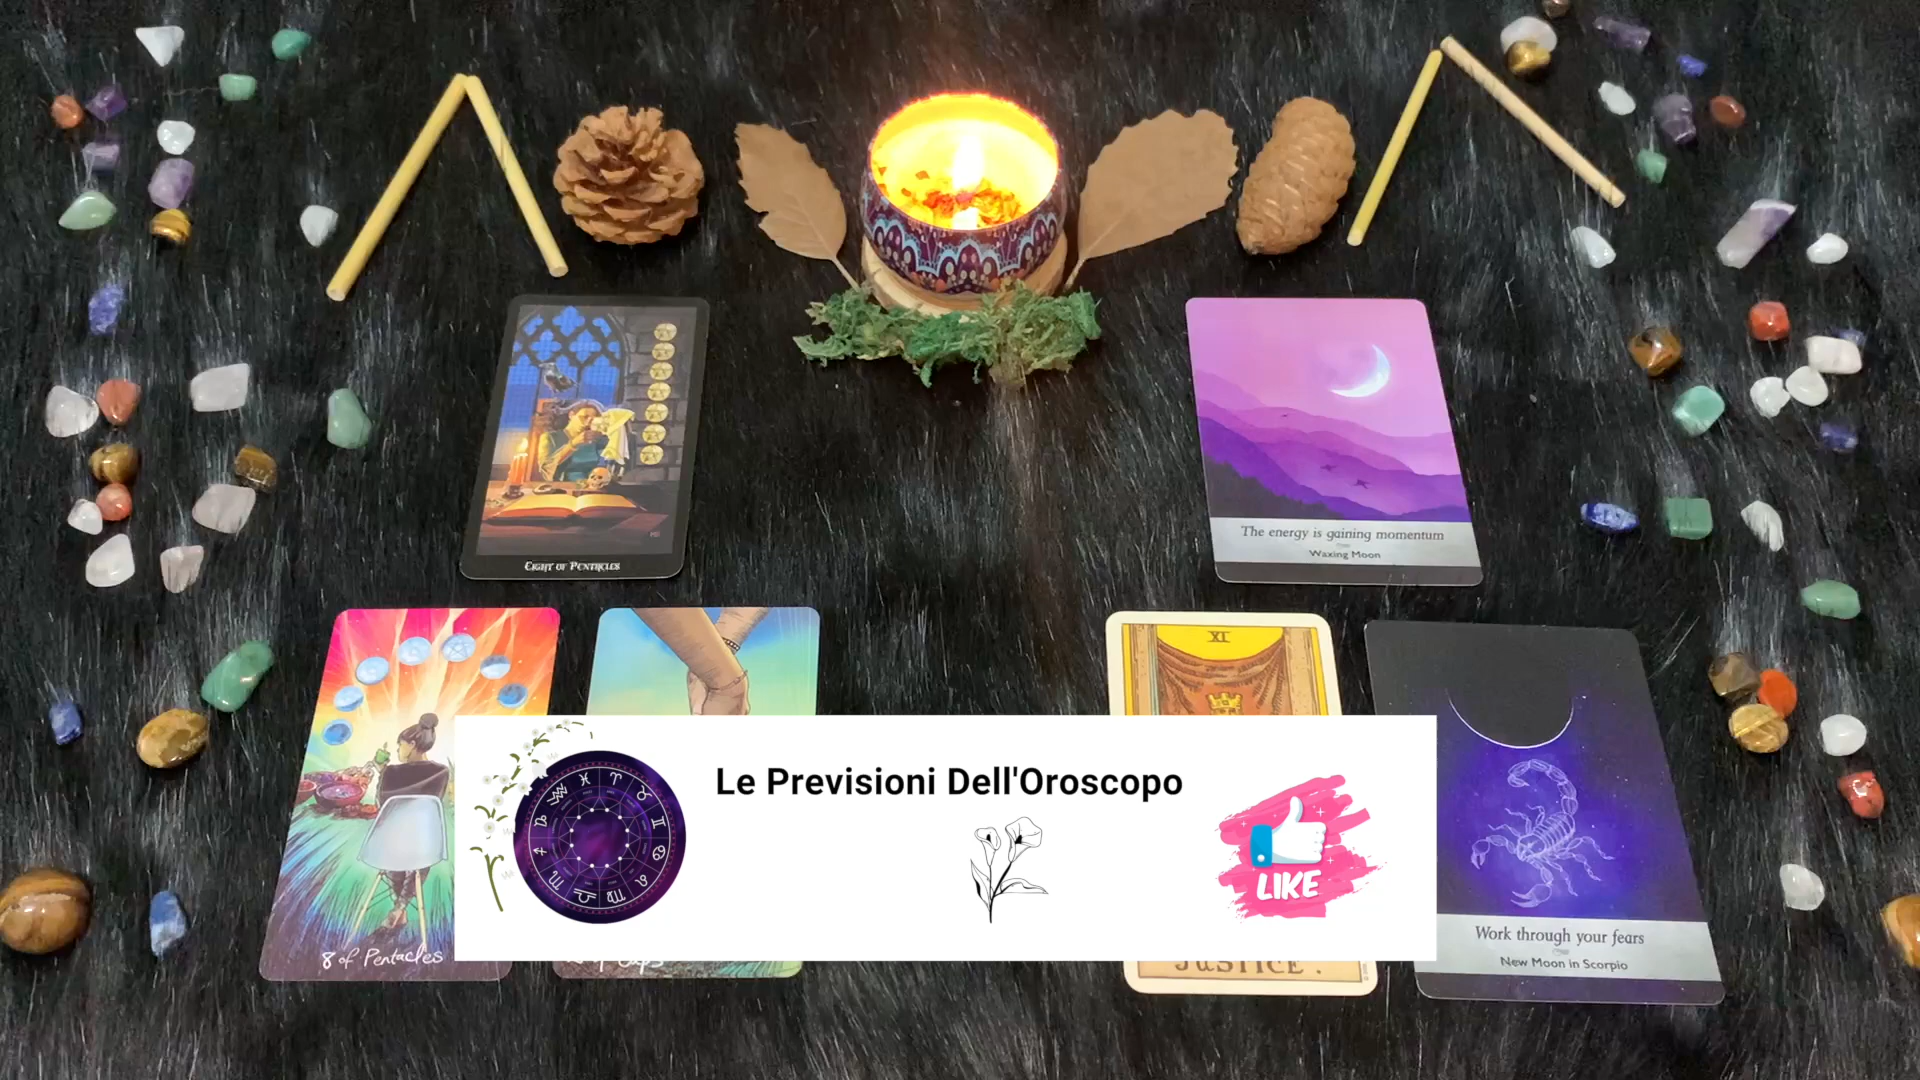 EIGHT OF PENTACLES
The energy is gaining momentum
Waxing Moon
XI
Le Previsioni Dell'Oroscopo
LIKE
8 of Pentacles
JUSTICE.
Work through your fears
New Moon in Scorpio